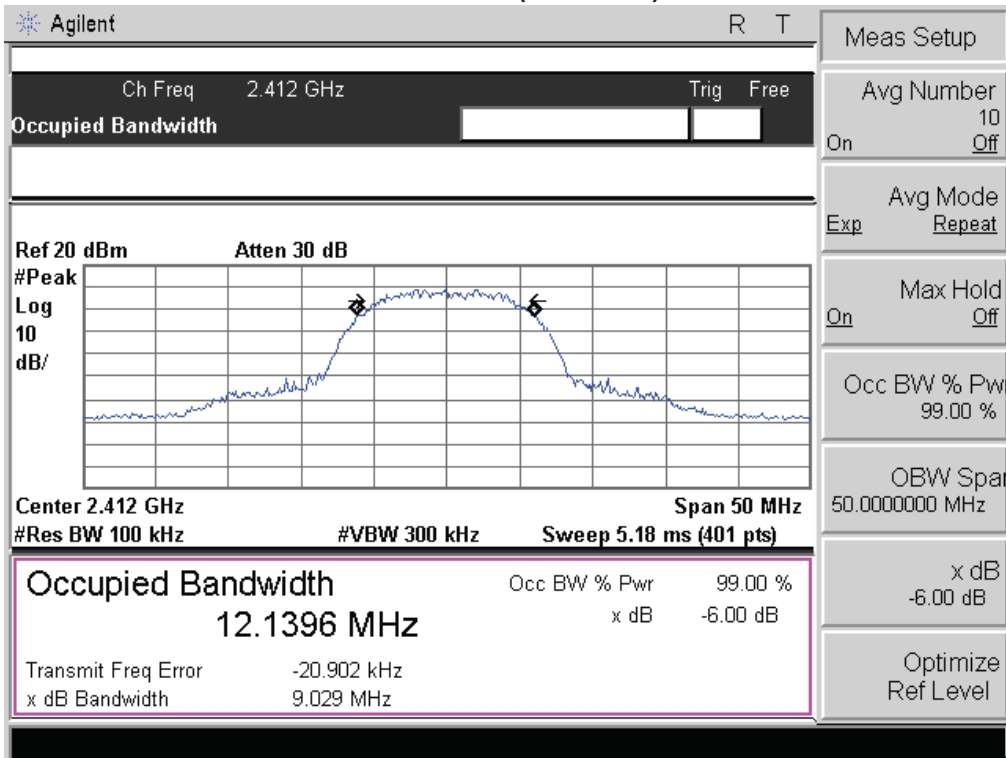 Agilent R T
Ch Freq 2.412 GHz Trig Free
Occupied Bandwidth
Ref 20 dBm Atten 30 dB
#Peak
Log
10
dB/
Center 2.412 GHz Span 50 MHz
#Res BW 100 kHz #VBW 300 kHz Sweep 5.18 ms (401 pts)
Occupied Bandwidth
12.1396 MHz
Occ BW % Pwr 99.00 %
x dB -6.00 dB
Transmit Freq Error -20.902 kHz
x dB Bandwidth 9.029 MHz
Meas Setup
Avg Number
10
On Off
Avg Mode
Exp Repeat
Max Hold
On Off
Occ BW % Pw
99.00 %
OBW Spa
50.0000000 MHz
x dB
-6.00 dB
Optimize
Ref Level